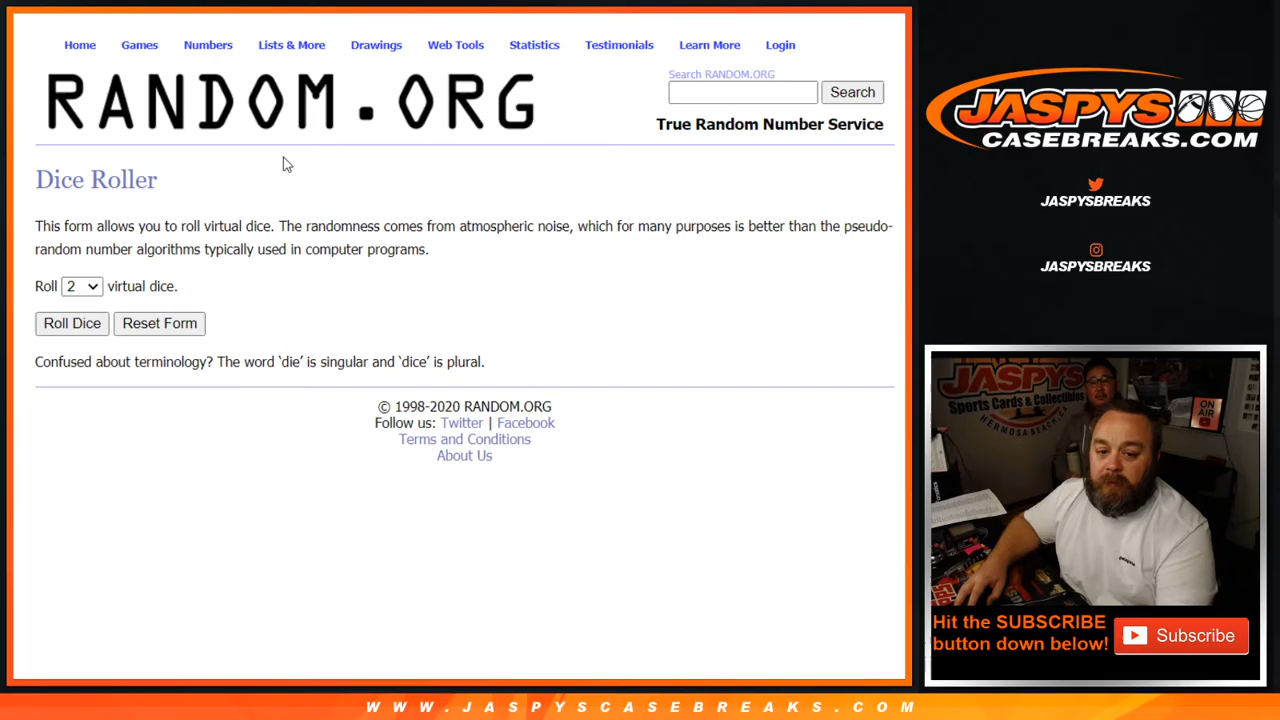 Home Games Numbers Lists & More Drawings Web Tools Statistics Testimonials Learn More Login
RANDOM.ORG
Search RANDOM.ORG
Search
True Random Number Service
Dice Roller
This form allows you to roll virtual dice. The randomness comes from atmospheric noise, which for many purposes is better than the pseudo-
random number algorithms typically used in computer programs.
Roll 2 virtual dice.
Roll Dice Reset Form
Confused about terminology? The word ‘die’ is singular and ‘dice’ is plural.
© 1998-2020 RANDOM.ORG
Follow us: Twitter | Facebook
Terms and Conditions
About Us
JASPYS
CASEBREAKS.COM
JASPYSBREAKS
JASPYSBREAKS
JASPYS
Sports Cards & Collectibles
HERMOSA BEACH, CA
ON
AIR
Hit the SUBSCRIBE
button down below!
Subscribe
WWW.JASPYSCASEBREAKS.COM